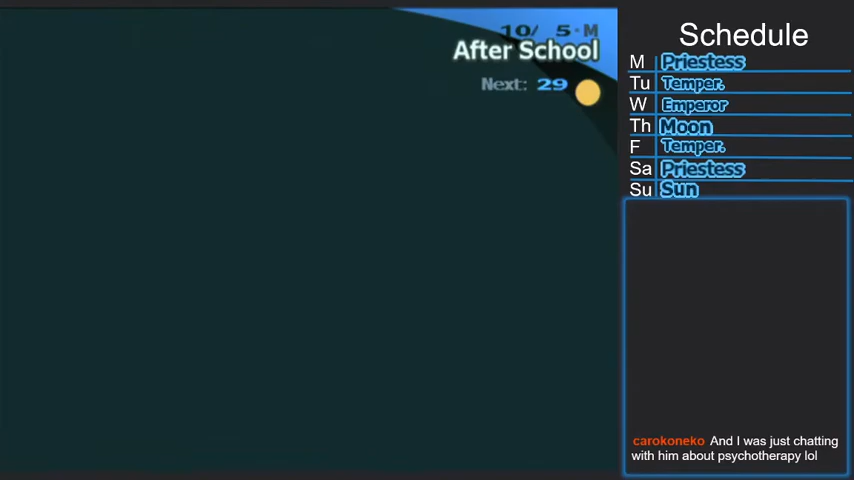 10/ 5·M
After School
Next: 29
Schedule
M Priestess
Tu Temper.
W Emperor
Th Moon
F Temper.
Sa Priestess
Su Sun
carokoneko And I was just chatting
with him about psychotherapy lol